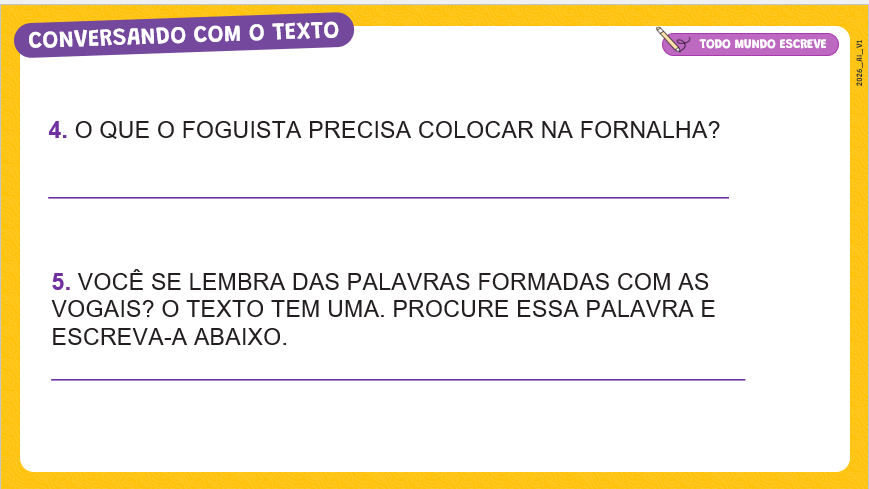 CONVERSANDO COM O TEXTO
TODO MUNDO ESCREVE
2026_AI_V1
4. O QUE O FOGUISTA PRECISA COLOCAR NA FORNALHA?
5. VOCÊ SE LEMBRA DAS PALAVRAS FORMADAS COM AS
VOGAIS? O TEXTO TEM UMA. PROCURE ESSA PALAVRA E
ESCREVA-A ABAIXO.